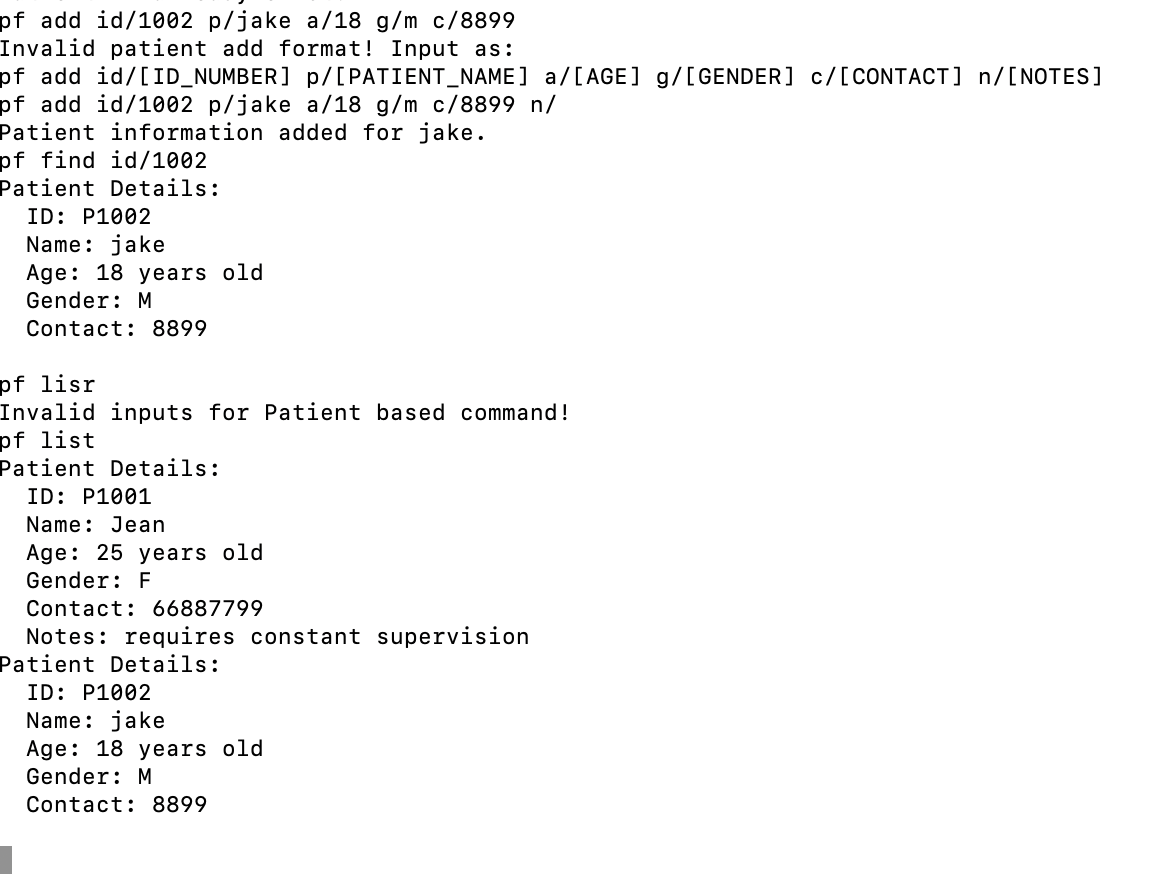 pf add id/1002 p/jake a/18 g/m c/8899
Invalid patient add format! Input as:
pf add id/[ID_NUMBER] p/[PATIENT_NAME] a/[AGE] g/[GENDER] c/[CONTACT] n/[NOTES]
pf add id/1002 p/jake a/18 g/m c/8899 n/
Patient information added for jake.
pf find id/1002
Patient Details:
  ID: P1002
  Name: jake
  Age: 18 years old
  Gender: M
  Contact: 8899

pf lisr
Invalid inputs for Patient based command!
pf list
Patient Details:
  ID: P1001
  Name: Jean
  Age: 25 years old
  Gender: F
  Contact: 66887799
  Notes: requires constant supervision
Patient Details:
  ID: P1002
  Name: jake
  Age: 18 years old
  Gender: M
  Contact: 8899